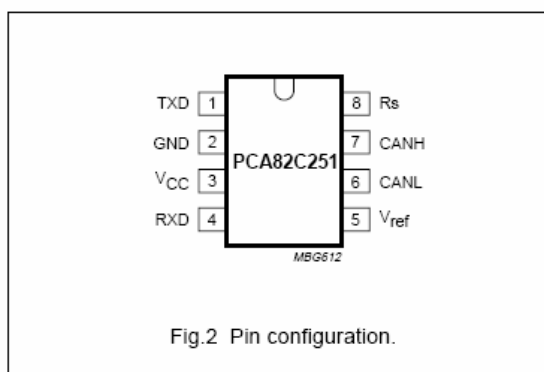 TXD 1 8 Rs
GND 2 7 CANH
PCA82C251
VCC 3 6 CANL
RXD 4 5 Vref
MBG612
Fig.2 Pin configuration.